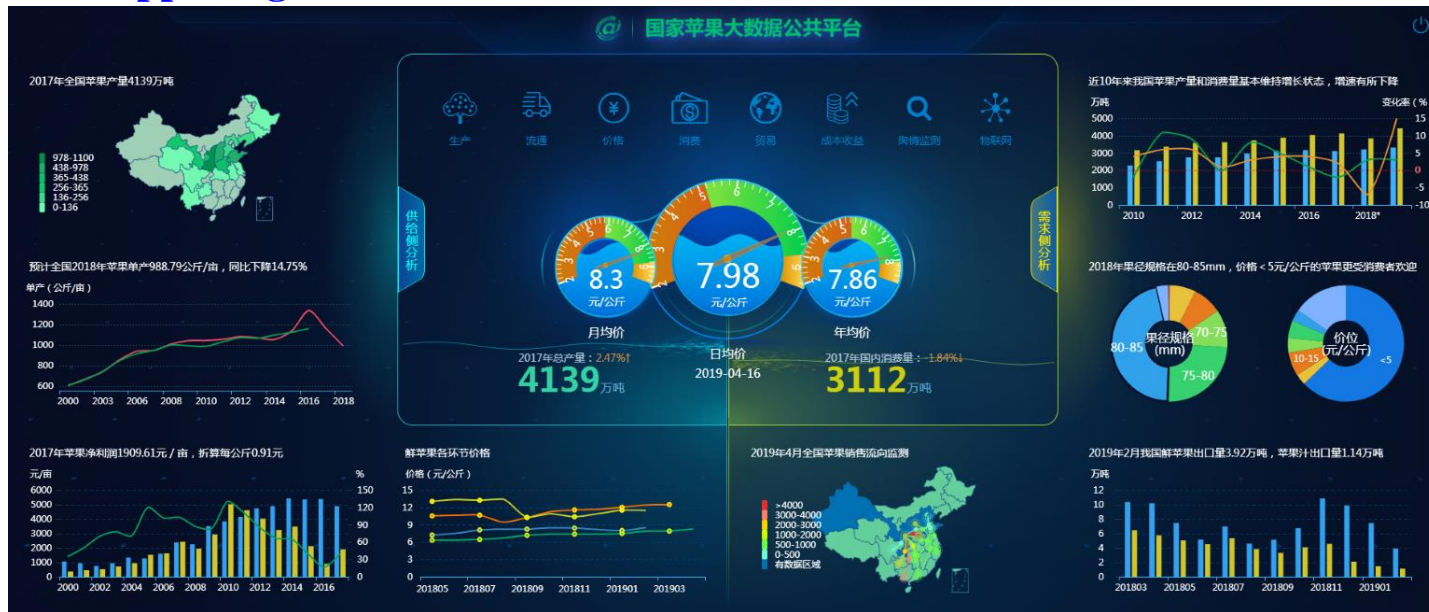 国家苹果大数据公共平台
2017年全国苹果产量4139万吨
978-1100
438-978
365-438
256-365
136-256
0-136
预计全国2018年苹果单产988.79公斤/亩，同比下降14.75%
单产（公斤/亩）
1400
1200
1000
800
600
2000 2003 2006 2008 2010 2012 2014 2016 2018
2017年苹果净利润1909.61元 / 亩，折算每公斤0.91元
元/亩 %
6000 150
5000 120
4000 90
3000 60
2000 30
1000 0
0
2000 2002 2004 2006 2008 2010 2012 2014 2016
生产 流通 价格 消费 贸易 成本收益 舆情监测 物联网
供给侧分析
需求侧分析
8.3
元/公斤
月均价
7.98
元/公斤
日均价
2019-04-16
7.86
元/公斤
年均价
2017年总产量：2.47%↑
4139万吨
2017年国内消费量：-1.84%↓
3112万吨
鲜苹果各环节价格
价格（元/公斤）
15
12
9
6
3
0
201805 201807 201809 201811 201901 201903
2019年4月全国苹果销售流向监测
>4000
3000-4000
2000-3000
1000-2000
500-1000
0-500
有数据区域
近10年来我国苹果产量和消费量基本维持增长状态，增速有所下降
万吨 变化率（%
5000 15
4000 10
3000 5
2000 0
1000 -5
0 -10
2010 2012 2014 2016 2018*
2018年果径规格在80-85mm，价格＜5元/公斤的苹果更受消费者欢迎
果径规格
(mm)
70-75
75-80
80-85
价位
(元/公斤)
10-15
<5
2019年2月我国鲜苹果出口量3.92万吨，苹果汁出口量1.14万吨
万吨
12
10
8
6
4
2
0
201803 201805 201807 201809 201811 201901